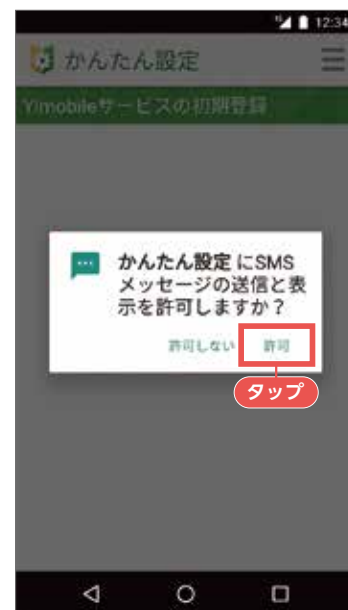 12:34
かんたん設定
Y!mobileサービスの初期登録
かんたん設定 にSMS
メッセージの送信と表
示を許可しますか？
許可しない 許可
タップ